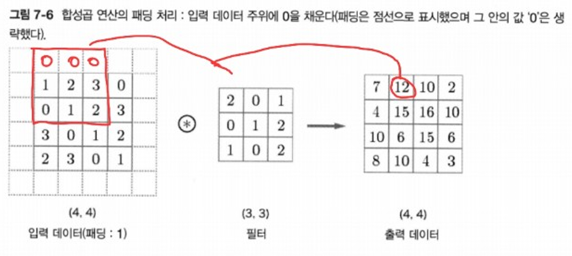 그림 7-6 합성곱 연산의 패딩 처리 : 입력 데이터 주위에 0을 채운다(패딩은 점선으로 표시했으며 그 안의 값 '0'은 생
략했다).
0 0 0
1 2 3 0
0 1 2 3
3 0 1 2
2 3 0 1
(4, 4)
입력 데이터(패딩 : 1)
⊛
2 0 1
0 1 2
1 0 2
(3, 3)
필터
7 12 10 2
4 15 16 10
10 6 15 6
8 10 4 3
(4, 4)
출력 데이터